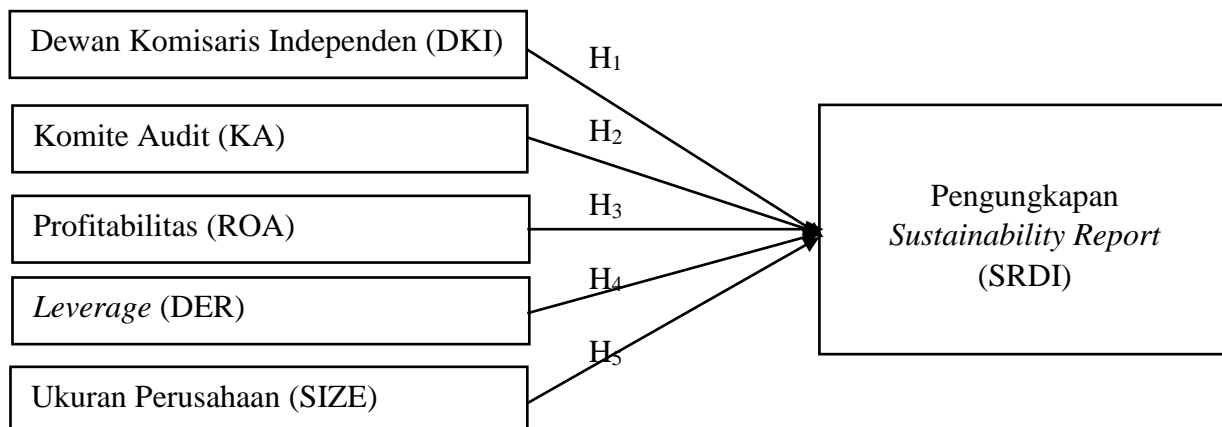 Dewan Komisaris Independen (DKI)
H1
Komite Audit (KA)
H2
Profitabilitas (ROA)
H3
Leverage (DER)
H4
Ukuran Perusahaan (SIZE)
H5
Pengungkapan
Sustainability Report
(SRDI)